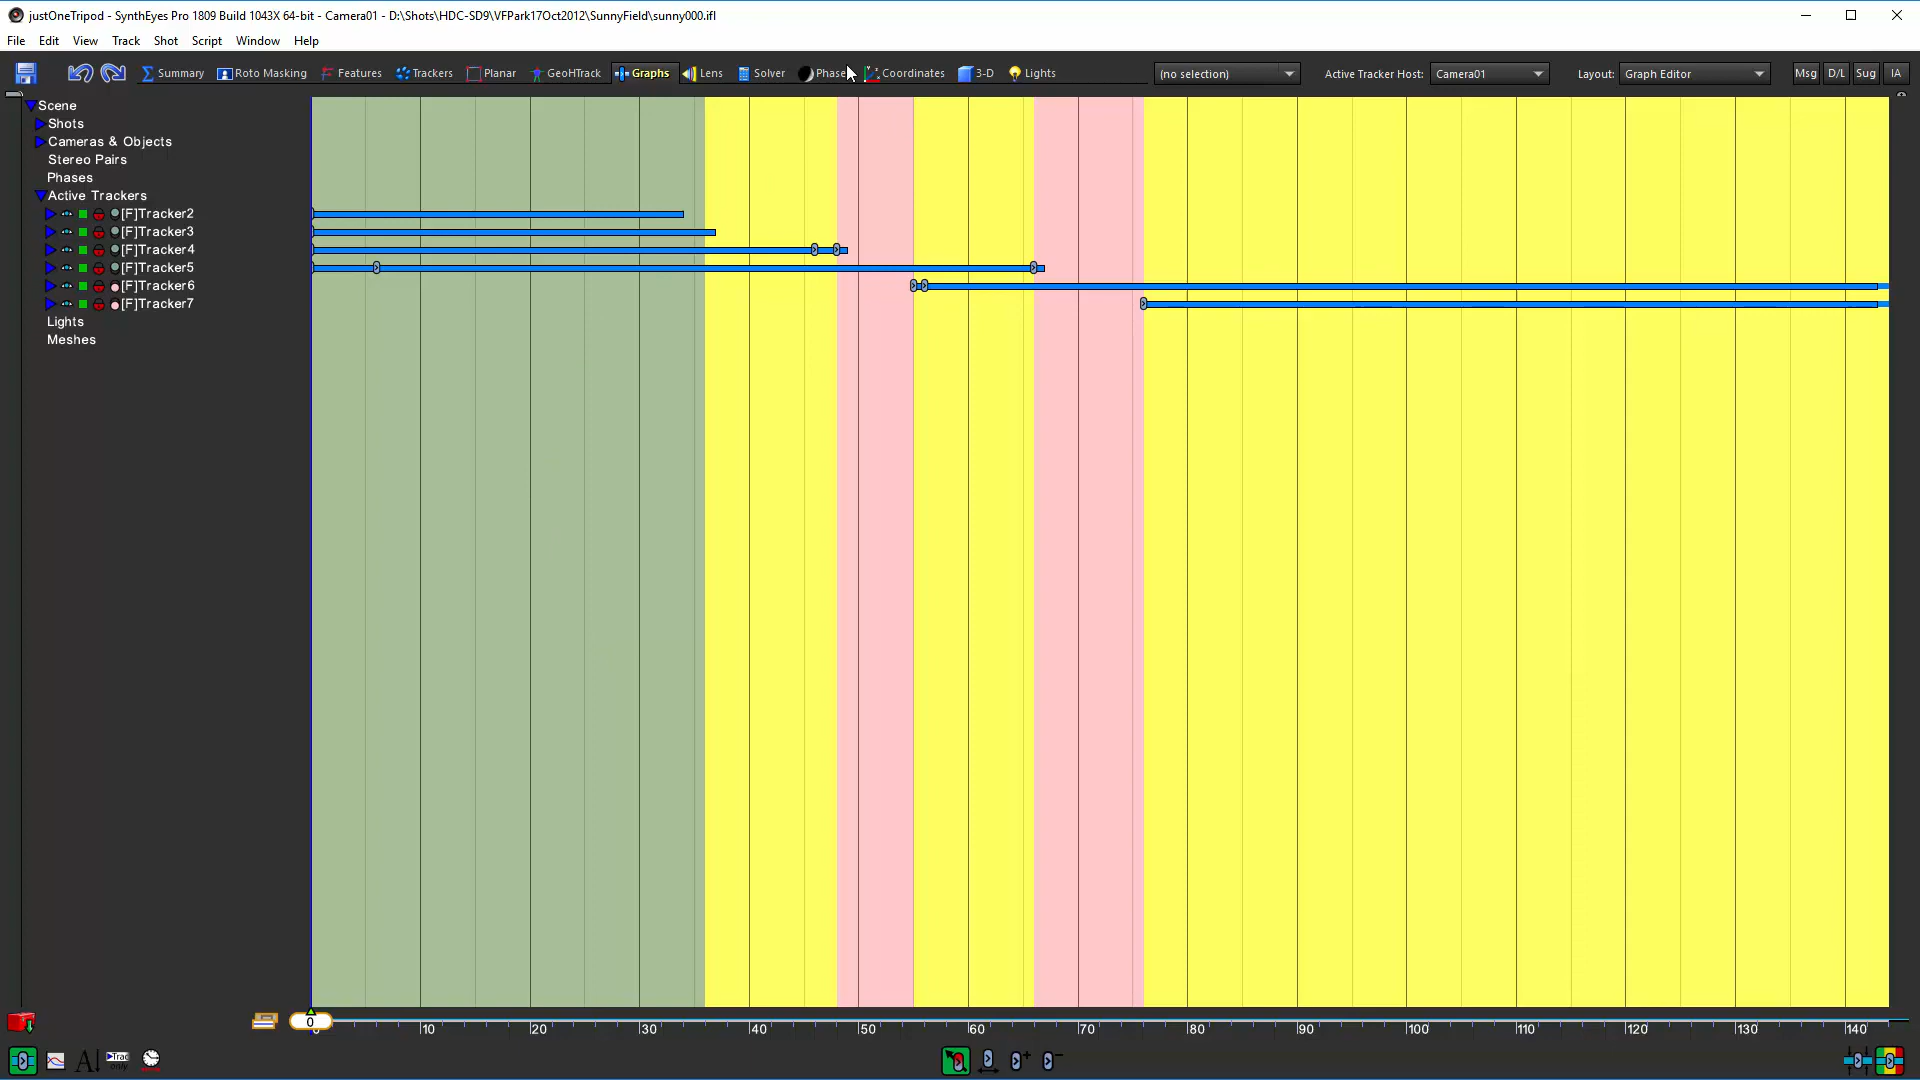 justOneTripod - SynthEyes Pro 1809 Build 1043X 64-bit - Camera01 - D:\Shots\HDC-SD9\VFPark17Oct2012\SunnyField\sunny000.ifl
File Edit View Track Shot Script Window Help
Summary Roto Masking Features Trackers Planar GeoHTrack Graphs Lens Solver Phase Coordinates 3-D Lights (no selection) Active Tracker Host: Camera01 Layout: Graph Editor Msg D/L Sug IA
Scene
Shots
Cameras & Objects
Stereo Pairs
Phases
Active Trackers
[F]Tracker2
[F]Tracker3
[F]Tracker4
[F]Tracker5
[F]Tracker6
[F]Tracker7
Lights
Meshes
0 10 20 30 40 50 60 70 80 90 100 110 120 130 140
A Trac only